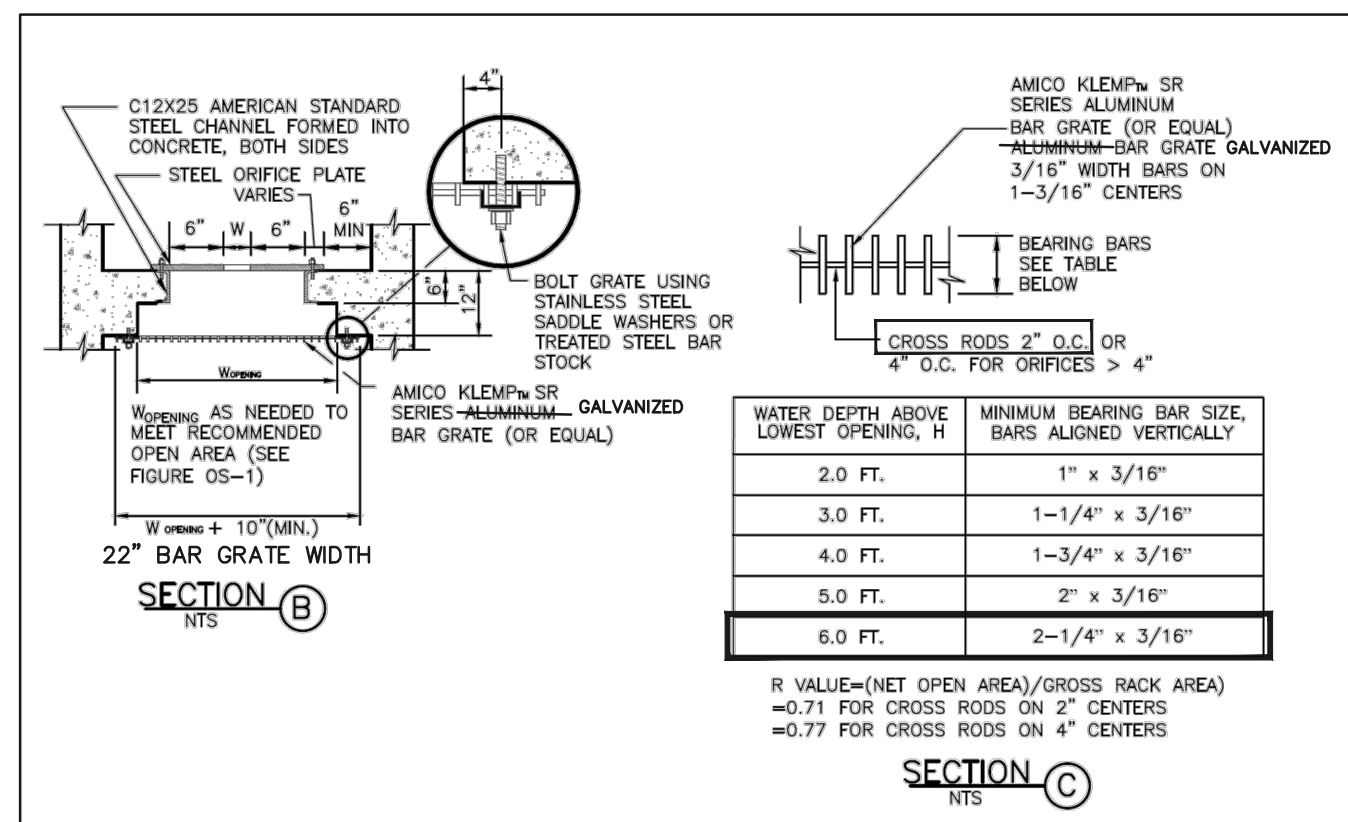 4"
C12X25 AMERICAN STANDARD
STEEL CHANNEL FORMED INTO
CONCRETE, BOTH SIDES
STEEL ORIFICE PLATE
VARIES
6"
W
6"
6"
MIN
6"
12"
BOLT GRATE USING
STAINLESS STEEL
SADDLE WASHERS OR
TREATED STEEL BAR
STOCK
WOPENING
AMICO KLEMP™ SR
SERIES ALUMINUM GALVANIZED
BAR GRATE (OR EQUAL)
WOPENING AS NEEDED TO
MEET RECOMMENDED
OPEN AREA (SEE
FIGURE OS-1)
W OPENING + 10"(MIN.)
22" BAR GRATE WIDTH
SECTION B
NTS
AMICO KLEMP™ SR
SERIES ALUMINUM
BAR GRATE (OR EQUAL)
ALUMINUM BAR GRATE GALVANIZED
3/16" WIDTH BARS ON
1-3/16" CENTERS
BEARING BARS
SEE TABLE
BELOW
CROSS RODS 2" O.C. OR
4" O.C. FOR ORIFICES > 4"
WATER DEPTH ABOVE
LOWEST OPENING, H
MINIMUM BEARING BAR SIZE,
BARS ALIGNED VERTICALLY
2.0 FT. 1" x 3/16"
3.0 FT. 1-1/4" x 3/16"
4.0 FT. 1-3/4" x 3/16"
5.0 FT. 2" x 3/16"
6.0 FT. 2-1/4" x 3/16"
R VALUE=(NET OPEN AREA)/GROSS RACK AREA)
=0.71 FOR CROSS RODS ON 2" CENTERS
=0.77 FOR CROSS RODS ON 4" CENTERS
SECTION C
NTS